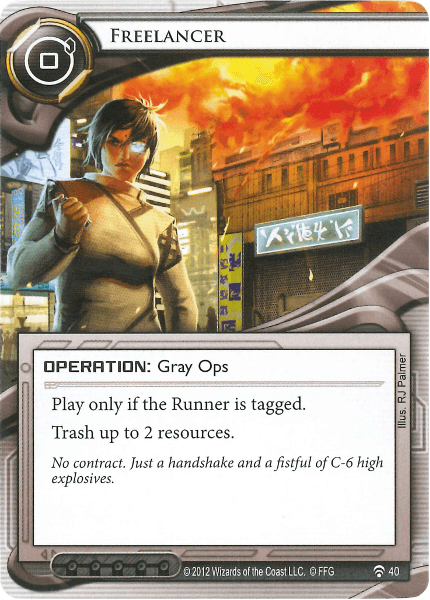 FREELANCER
OPERATION: Gray Ops
Play only if the Runner is tagged.
Trash up to 2 resources.
No contract. Just a handshake and a fistful of C-6 high
explosives.
Illus. RJ Palmer
© 2012 Wizards of the Coast LLC. © FFG
40